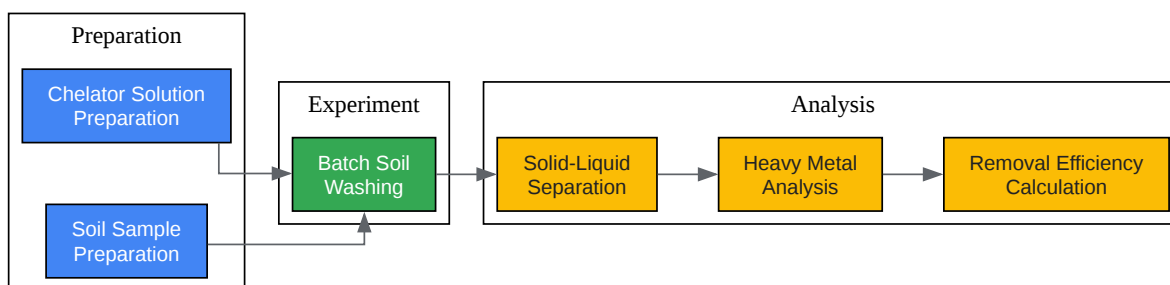 Preparation
Chelator Solution
Preparation
Soil Sample
Preparation
Experiment
Batch Soil
Washing
Analysis
Solid-Liquid
Separation
Heavy Metal
Analysis
Removal Efficiency
Calculation